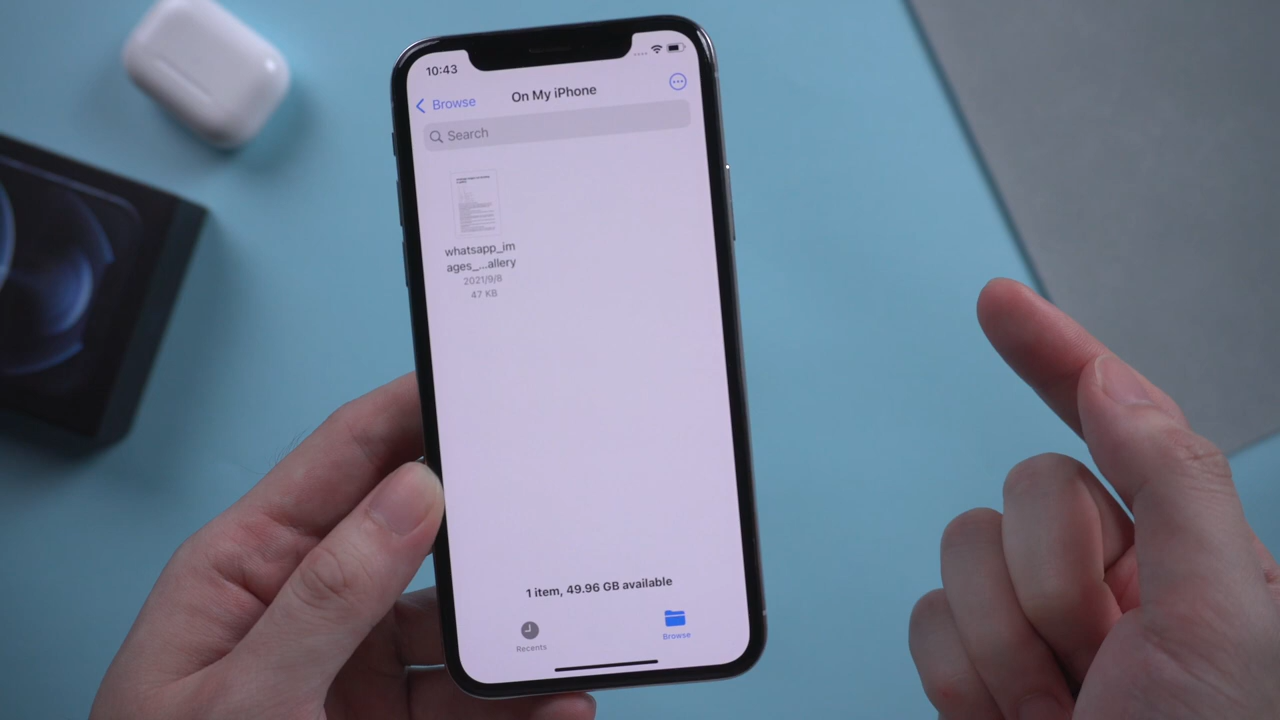 10:43
Browse
On My iPhone
Search
whatsapp_im
ages_...allery
2021/9/8
47 KB
1 item, 49.96 GB available
Recents
Browse